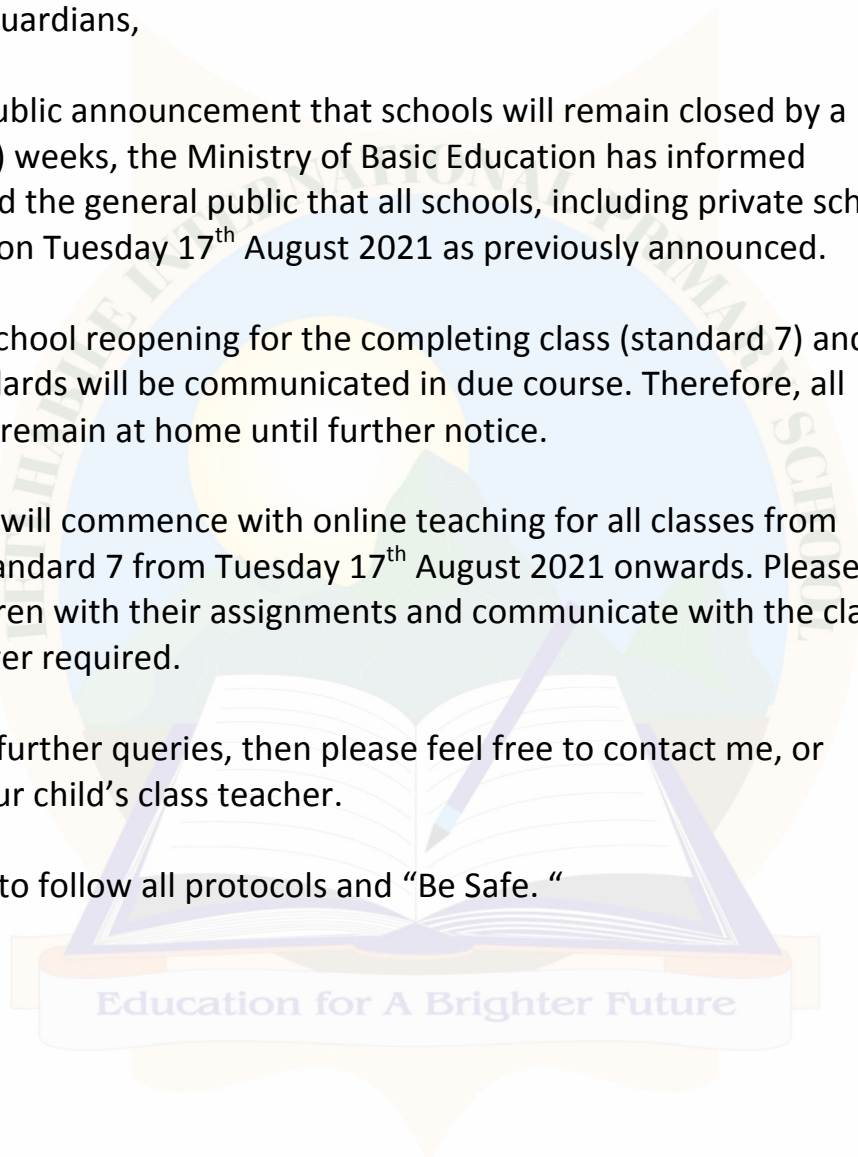 uardians,
ublic announcement that schools will remain closed by a
) weeks, the Ministry of Basic Education has informed
d the general public that all schools, including private sch
on Tuesday 17th August 2021 as previously announced.
chool reopening for the completing class (standard 7) and
lards will be communicated in due course. Therefore, all
remain at home until further notice.
will commence with online teaching for all classes from
andard 7 from Tuesday 17th August 2021 onwards. Please
ren with their assignments and communicate with the cla
er required.
further queries, then please feel free to contact me, or
ur child’s class teacher.
to follow all protocols and “Be Safe. “
INTERNATIONAL PRIMARY SCHOOL
Education for A Brighter Future